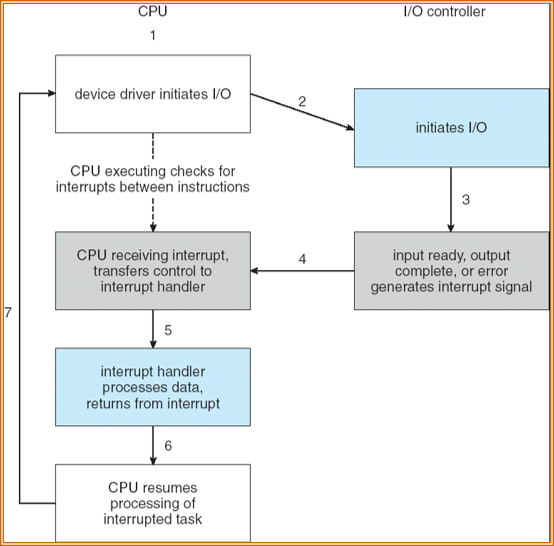 CPU
I/O controller
1
device driver initiates I/O
2
initiates I/O
CPU executing checks for
interrupts between instructions
3
CPU receiving interrupt,
transfers control to
interrupt handler
4
input ready, output
complete, or error
generates interrupt signal
7
5
interrupt handler
processes data,
returns from interrupt
6
CPU resumes
processing of
interrupted task